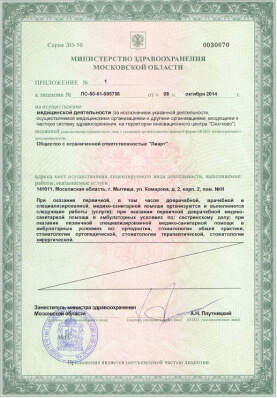 Серия ЛО-50 0030070
МИНИСТЕРСТВО ЗДРАВООХРАНЕНИЯ
МОСКОВСКОЙ ОБЛАСТИ
ПРИЛОЖЕНИЕ № 1
к лицензии № ЛО-50-01-005796 от « 08 » октября 2014 г.
на осуществление
медицинской деятельности (за исключением указанной деятельности,
осуществляемой медицинскими организациями и другими организациями, входящими в
частную систему здравоохранения, на территории инновационного центра "Сколково")
выданной
Общество с ограниченной ответственностью
адрес мест осуществления лицензируемого вида деятельности, выполняемые
работы, оказываемые услуги
141011, Московская область, г. Мытищи, ул. Комарова, д. 2, корп. 2, пом. №III
При оказании первичной, в том числе доврачебной, врачебной и
специализированной, медико-санитарной помощи организуются и выполняются
следующие работы (услуги): при оказании первичной доврачебной медико-
санитарной помощи в амбулаторных условиях по: сестринскому делу; при
оказании первичной специализированной медико-санитарной помощи в
амбулаторных условиях по: ортодонтии, стоматологии общей практики,
стоматологии ортопедической, стоматологии терапевтической, стоматологии
хирургической.
Заместитель министра здравоохранения
Московской области А.Н. Плутницкий
Приложение является неотъемлемой частью лицензии